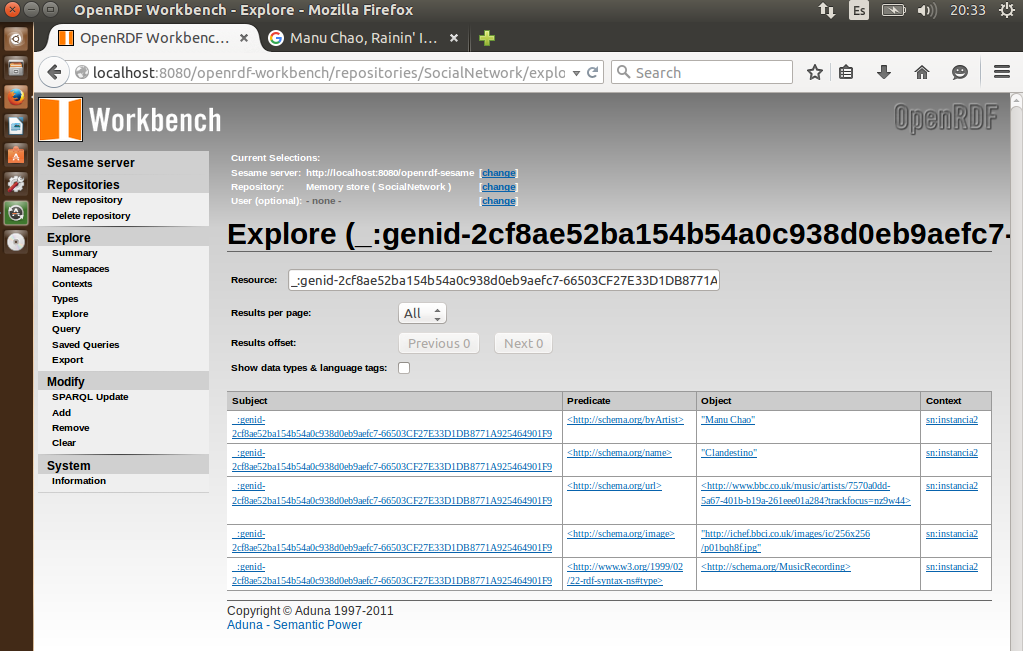 OpenRDF Workbench - Explore - Mozilla Firefox
Es
20:33
OpenRDF Workbenc...
Manu Chao, Rainin' I...
localhost:8080/openrdf-workbench/repositories/SocialNetwork/explo
Search
Workbench
OpenRDF
Sesame server
Repositories
New repository
Delete repository
Explore
Summary
Namespaces
Contexts
Types
Explore
Query
Saved Queries
Export
Modify
SPARQL Update
Add
Remove
Clear
System
Information
Current Selections:
Sesame server: http://localhost:8080/openrdf-sesame [change]
Repository: Memory store ( SocialNetwork ) [change]
User (optional): - none - [change]
Explore (_:genid-2cf8ae52ba154b54a0c938d0eb9aefc7-
Resource: _:genid-2cf8ae52ba154b54a0c938d0eb9aefc7-66503CF27E33D1DB8771A
Results per page: All
Results offset: Previous 0 Next 0
Show data types & language tags:
Subject Predicate Object Context
_:genid- <http://schema.org/byArtist> "Manu Chao" sn:instancia2
2cf8ae52ba154b54a0c938d0eb9aefc7-66503CF27E33D1DB8771A925464901F9
_:genid- <http://schema.org/name> "Clandestino" sn:instancia2
2cf8ae52ba154b54a0c938d0eb9aefc7-66503CF27E33D1DB8771A925464901F9
_:genid- <http://schema.org/url> <http://www.bbc.co.uk/music/artists/7570a0dd- sn:instancia2
2cf8ae52ba154b54a0c938d0eb9aefc7-66503CF27E33D1DB8771A925464901F9 5a67-401b-b19a-261eee01a284?trackfocus=nz9w44>
_:genid- <http://schema.org/image> "http://ichef.bbci.co.uk/images/ic/256x256 sn:instancia2
2cf8ae52ba154b54a0c938d0eb9aefc7-66503CF27E33D1DB8771A925464901F9 /p01bqh8f.jpg"
_:genid- <http://www.w3.org/1999/02 <http://schema.org/MusicRecording> sn:instancia2
2cf8ae52ba154b54a0c938d0eb9aefc7-66503CF27E33D1DB8771A925464901F9 /22-rdf-syntax-ns#type>
Copyright © Aduna 1997-2011
Aduna - Semantic Power